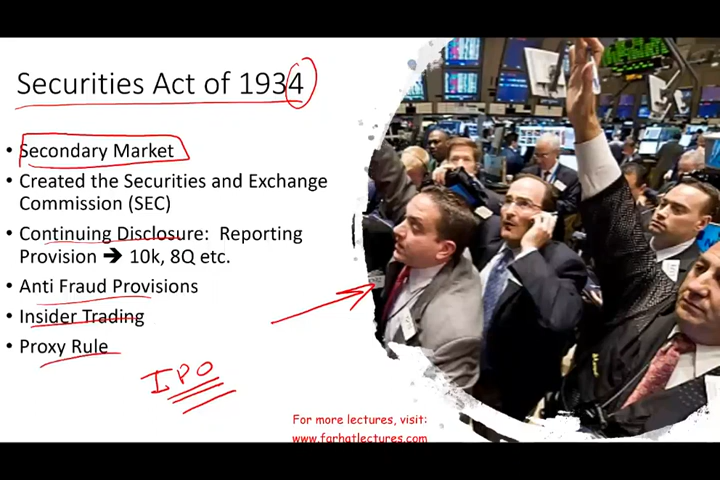 Securities Act of 1934
• Secondary Market
• Created the Securities and Exchange
Commission (SEC)
• Continuing Disclosure: Reporting
Provision ➔ 10k, 8Q etc.
• Anti Fraud Provisions
• Insider Trading
• Proxy Rule
IPO
For more lectures, visit:
www.farhatlectures.com